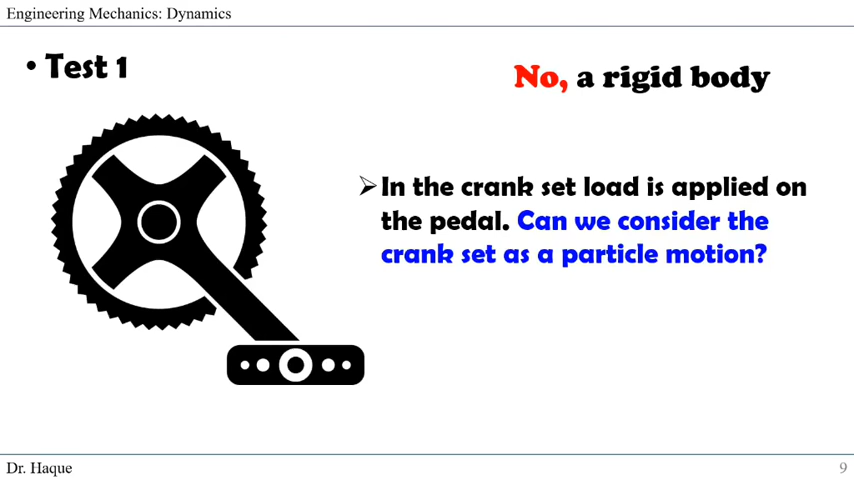 Engineering Mechanics: Dynamics
• Test 1
No, a rigid body
➢In the crank set load is applied on
the pedal. Can we consider the
crank set as a particle motion?
Dr. Haque
9